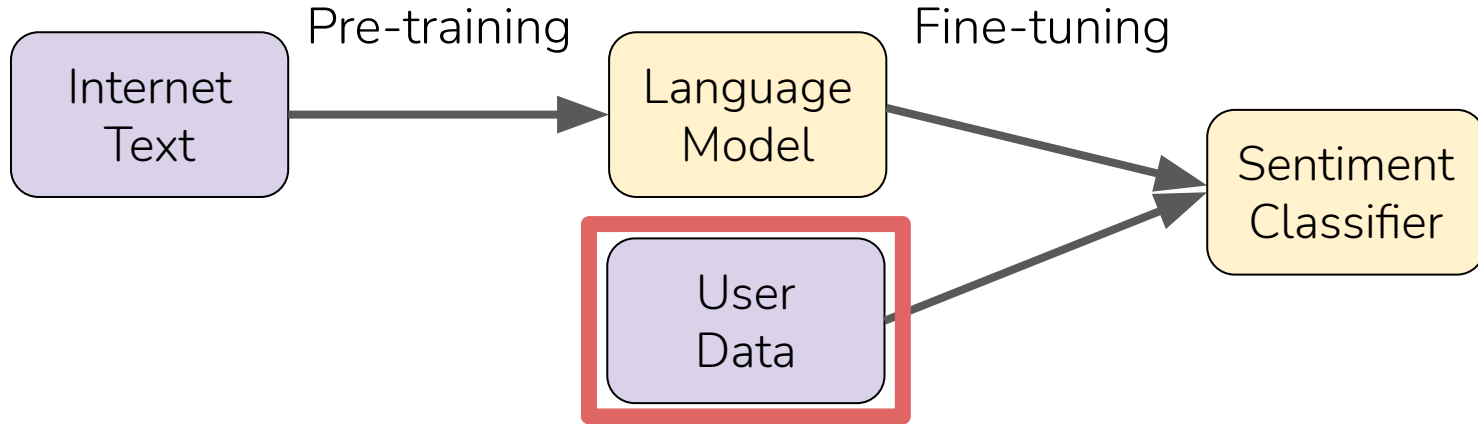 Pre-training
Fine-tuning
Internet
Text
Language
Model
Sentiment
Classifier
User
Data